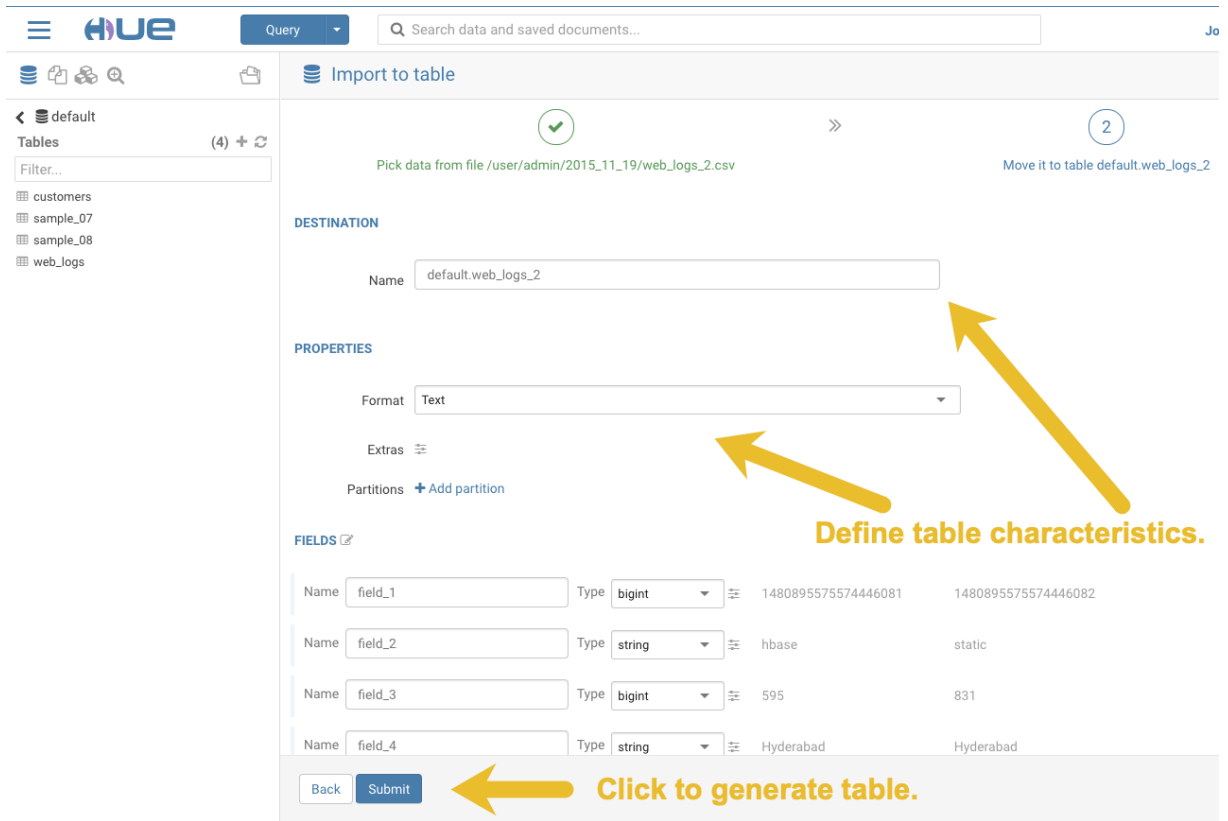 HUE
Query
Search data and saved documents...
Jo
Import to table
default
Tables (4)
Filter...
customers
sample_07
sample_08
web_logs
2
Pick data from file /user/admin/2015_11_19/web_logs_2.csv
Move it to table default.web_logs_2
DESTINATION
Name default.web_logs_2
PROPERTIES
Format Text
Extras
Partitions Add partition
Define table characteristics.
FIELDS
Name field_1 Type bigint 1480895575574446081 1480895575574446082
Name field_2 Type string hbase static
Name field_3 Type bigint 595 831
Name field_4 Type string Hyderabad Hyderabad
Back Submit Click to generate table.